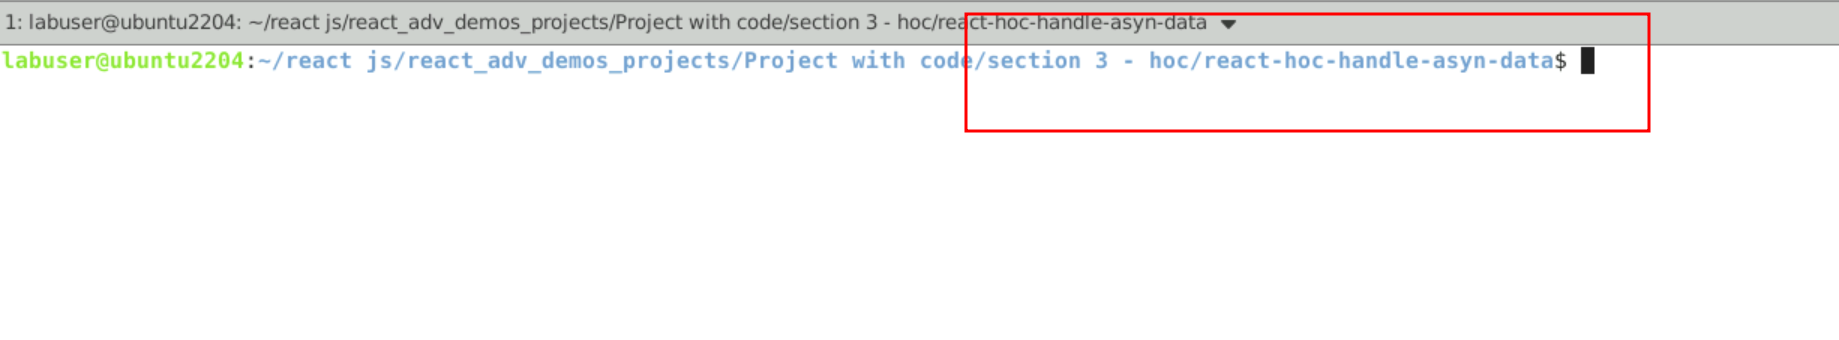 1: labuser@ubuntu2204: ~/react js/react_adv_demos_projects/Project with code/section 3 - hoc/react-hoc-handle-asyn-data
labuser@ubuntu2204:~/react js/react_adv_demos_projects/Project with code/section 3 - hoc/react-hoc-handle-asyn-data$